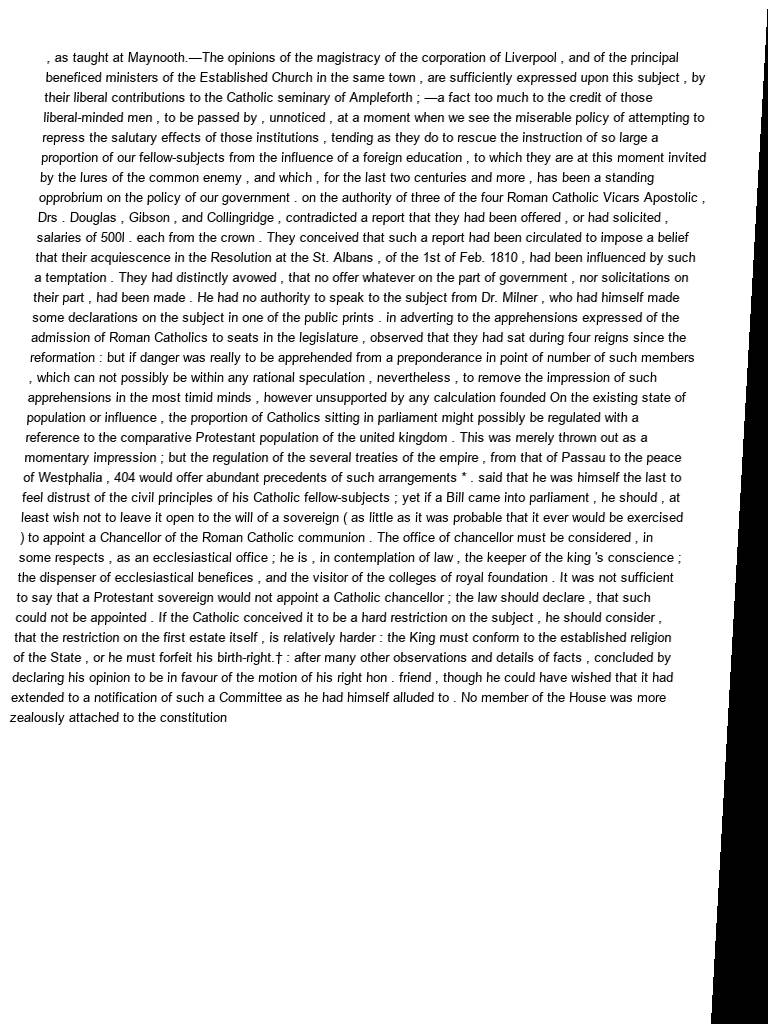 , as taught at Maynooth.—The opinions of the magistracy of the corporation of Liverpool , and of the principal
beneficed ministers of the Established Church in the same town , are sufficiently expressed upon this subject , by
their liberal contributions to the Catholic seminary of Ampleforth ; —a fact too much to the credit of those
liberal-minded men , to be passed by , unnoticed , at a moment when we see the miserable policy of attempting to
repress the salutary effects of those institutions , tending as they do to rescue the instruction of so large a
proportion of our fellow-subjects from the influence of a foreign education , to which they are at this moment invited
by the lures of the common enemy , and which , for the last two centuries and more , has been a standing
opprobrium on the policy of our government . on the authority of three of the four Roman Catholic Vicars Apostolic ,
Drs . Douglas , Gibson , and Collingridge , contradicted a report that they had been offered , or had solicited ,
salaries of 500l . each from the crown . They conceived that such a report had been circulated to impose a belief
that their acquiescence in the Resolution at the St. Albans , of the 1st of Feb. 1810 , had been influenced by such
a temptation . They had distinctly avowed , that no offer whatever on the part of government , nor solicitations on
their part , had been made . He had no authority to speak to the subject from Dr. Milner , who had himself made
some declarations on the subject in one of the public prints . in adverting to the apprehensions expressed of the
admission of Roman Catholics to seats in the legislature , observed that they had sat during four reigns since the
reformation : but if danger was really to be apprehended from a preponderance in point of number of such members
, which can not possibly be within any rational speculation , nevertheless , to remove the impression of such
apprehensions in the most timid minds , however unsupported by any calculation founded On the existing state of
population or influence , the proportion of Catholics sitting in parliament might possibly be regulated with a
reference to the comparative Protestant population of the united kingdom . This was merely thrown out as a
momentary impression ; but the regulation of the several treaties of the empire , from that of Passau to the peace
of Westphalia , 404 would offer abundant precedents of such arrangements * . said that he was himself the last to
feel distrust of the civil principles of his Catholic fellow-subjects ; yet if a Bill came into parliament , he should , at
least wish not to leave it open to the will of a sovereign ( as little as it was probable that it ever would be exercised
) to appoint a Chancellor of the Roman Catholic communion . The office of chancellor must be considered , in
some respects , as an ecclesiastical office ; he is , in contemplation of law , the keeper of the king 's conscience ;
the dispenser of ecclesiastical benefices , and the visitor of the colleges of royal foundation . It was not sufficient
to say that a Protestant sovereign would not appoint a Catholic chancellor ; the law should declare , that such
could not be appointed . If the Catholic conceived it to be a hard restriction on the subject , he should consider ,
that the restriction on the first estate itself , is relatively harder : the King must conform to the established religion
of the State , or he must forfeit his birth-right.† : after many other observations and details of facts , concluded by
declaring his opinion to be in favour of the motion of his right hon . friend , though he could have wished that it had
extended to a notification of such a Committee as he had himself alluded to . No member of the House was more
zealously attached to the constitution